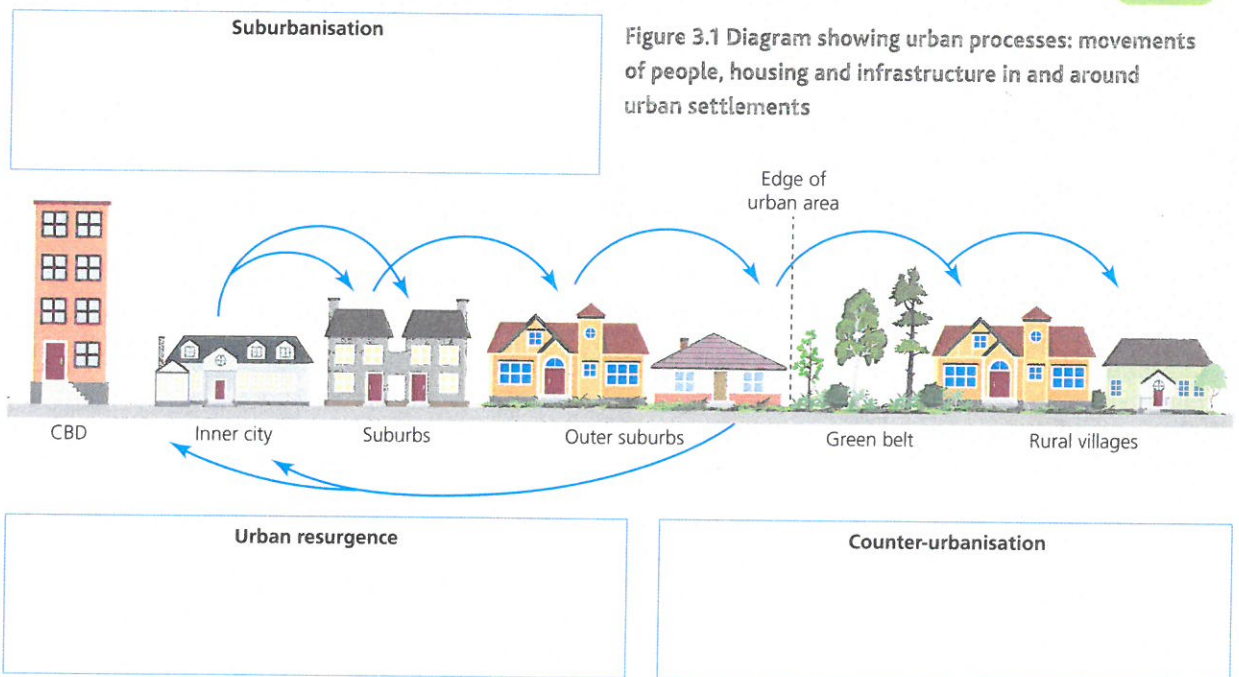 Suburbanisation
Figure 3.1 Diagram showing urban processes: movements
of people, housing and infrastructure in and around
urban settlements
Edge of
urban area
CBD
Inner city
Suburbs
Outer suburbs
Green belt
Rural villages
Urban resurgence
Counter-urbanisation